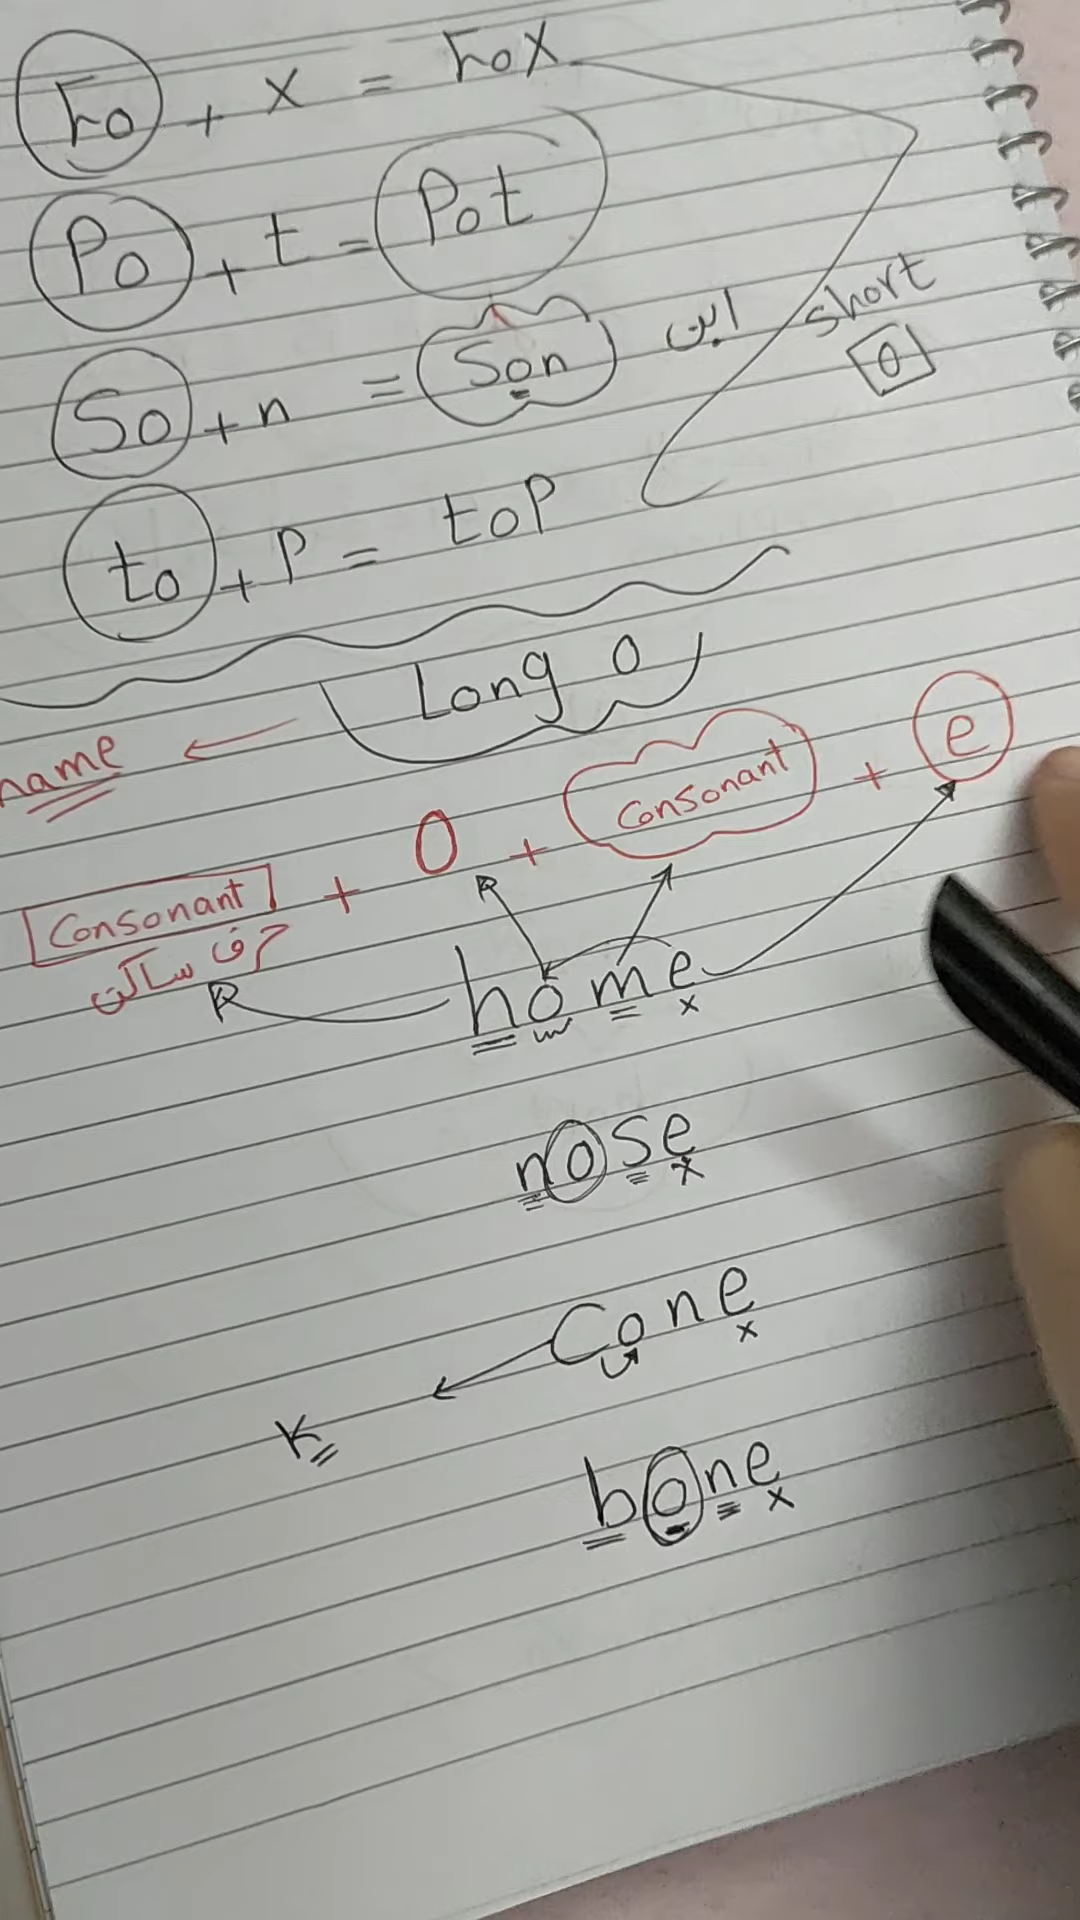 Fo + x = Fox
Po + t = Pot
short
o
So + n = Son ابن
to + P = toP
Long o
name
Consonant + O + Consonant + e
حرف ساكن
home
x
nose
x
Cone
x
K
bone
x